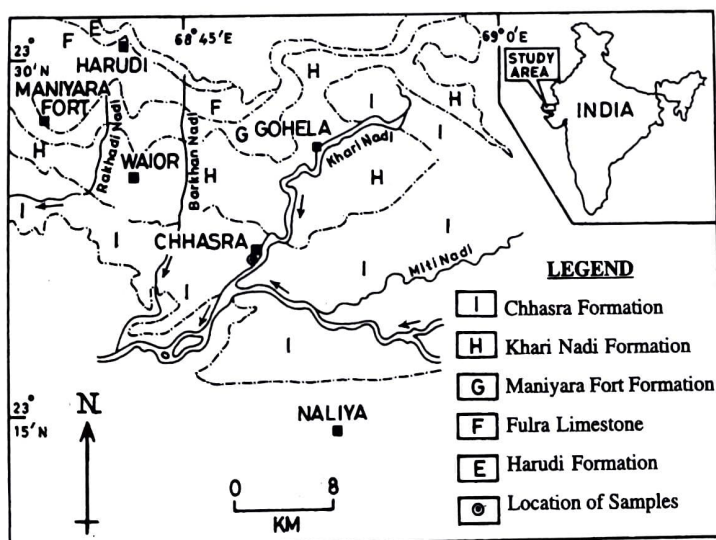 68°45'E
69°0'E
23°
30'N
F
E
HARUDI
MANIYARA
FORT
H
F
G
GOHELA
H
I
H
I
Khari Nadi
H
WAIOR
Rakhadi Nadi
Barkhan Nadi
H
I
I
CHHASRA
I
I
I
Miti Nadi
I
23°
15'N
N
NALIYA
0 8
KM
STUDY
AREA
INDIA
LEGEND
I Chhasra Formation
H Khari Nadi Formation
G Maniyara Fort Formation
F Fulra Limestone
E Harudi Formation
Location of Samples